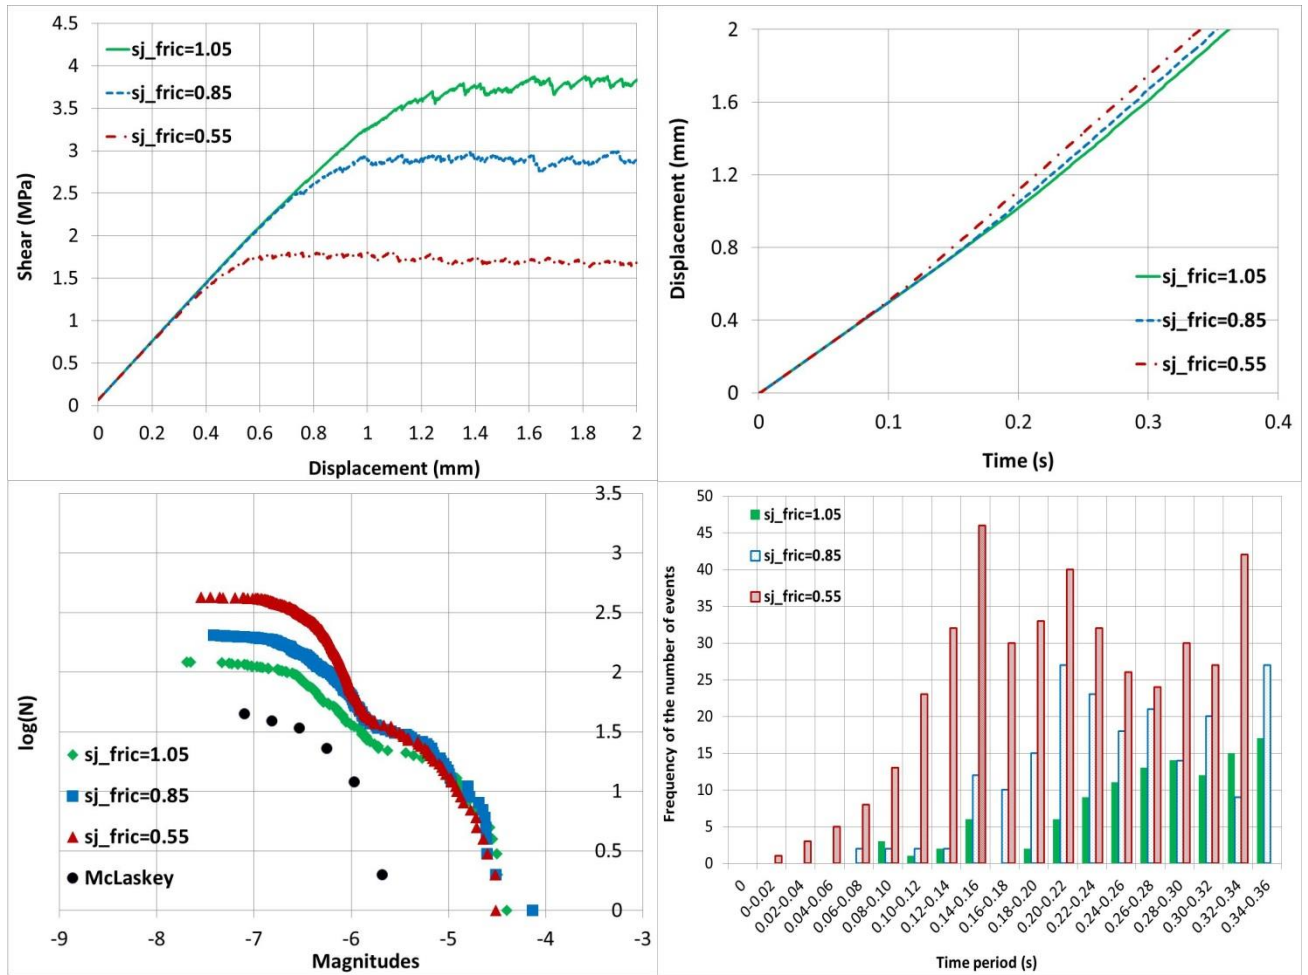 4.5
4
3.5
3
2.5
2
1.5
1
0.5
0
Shear (MPa)
sj_fric=1.05
sj_fric=0.85
sj_fric=0.55
0 0.2 0.4 0.6 0.8 1 1.2 1.4 1.6 1.8 2
Displacement (mm)
2
1.6
1.2
0.8
0.4
0
Displacement (mm)
sj_fric=1.05
sj_fric=0.85
sj_fric=0.55
0 0.1 0.2 0.3 0.4
Time (s)
3.5
3
2.5
2
1.5
1
0.5
0
log(N)
sj_fric=1.05
sj_fric=0.85
sj_fric=0.55
McLaskey
-9 -8 -7 -6 -5 -4 -3
Magnitudes
50
45
40
35
30
25
20
15
10
5
0
Frequency of the number of events
sj_fric=1.05
sj_fric=0.85
sj_fric=0.55
0 0-0.02 0.02-0.04 0.04-0.06 0.06-0.08 0.08-0.10 0.10-0.12 0.12-0.14 0.14-0.16 0.16-0.18 0.18-0.20 0.20-0.22 0.22-0.24 0.24-0.26 0.26-0.28 0.28-0.30 0.30-0.32 0.32-0.34 0.34-0.36
Time period (s)